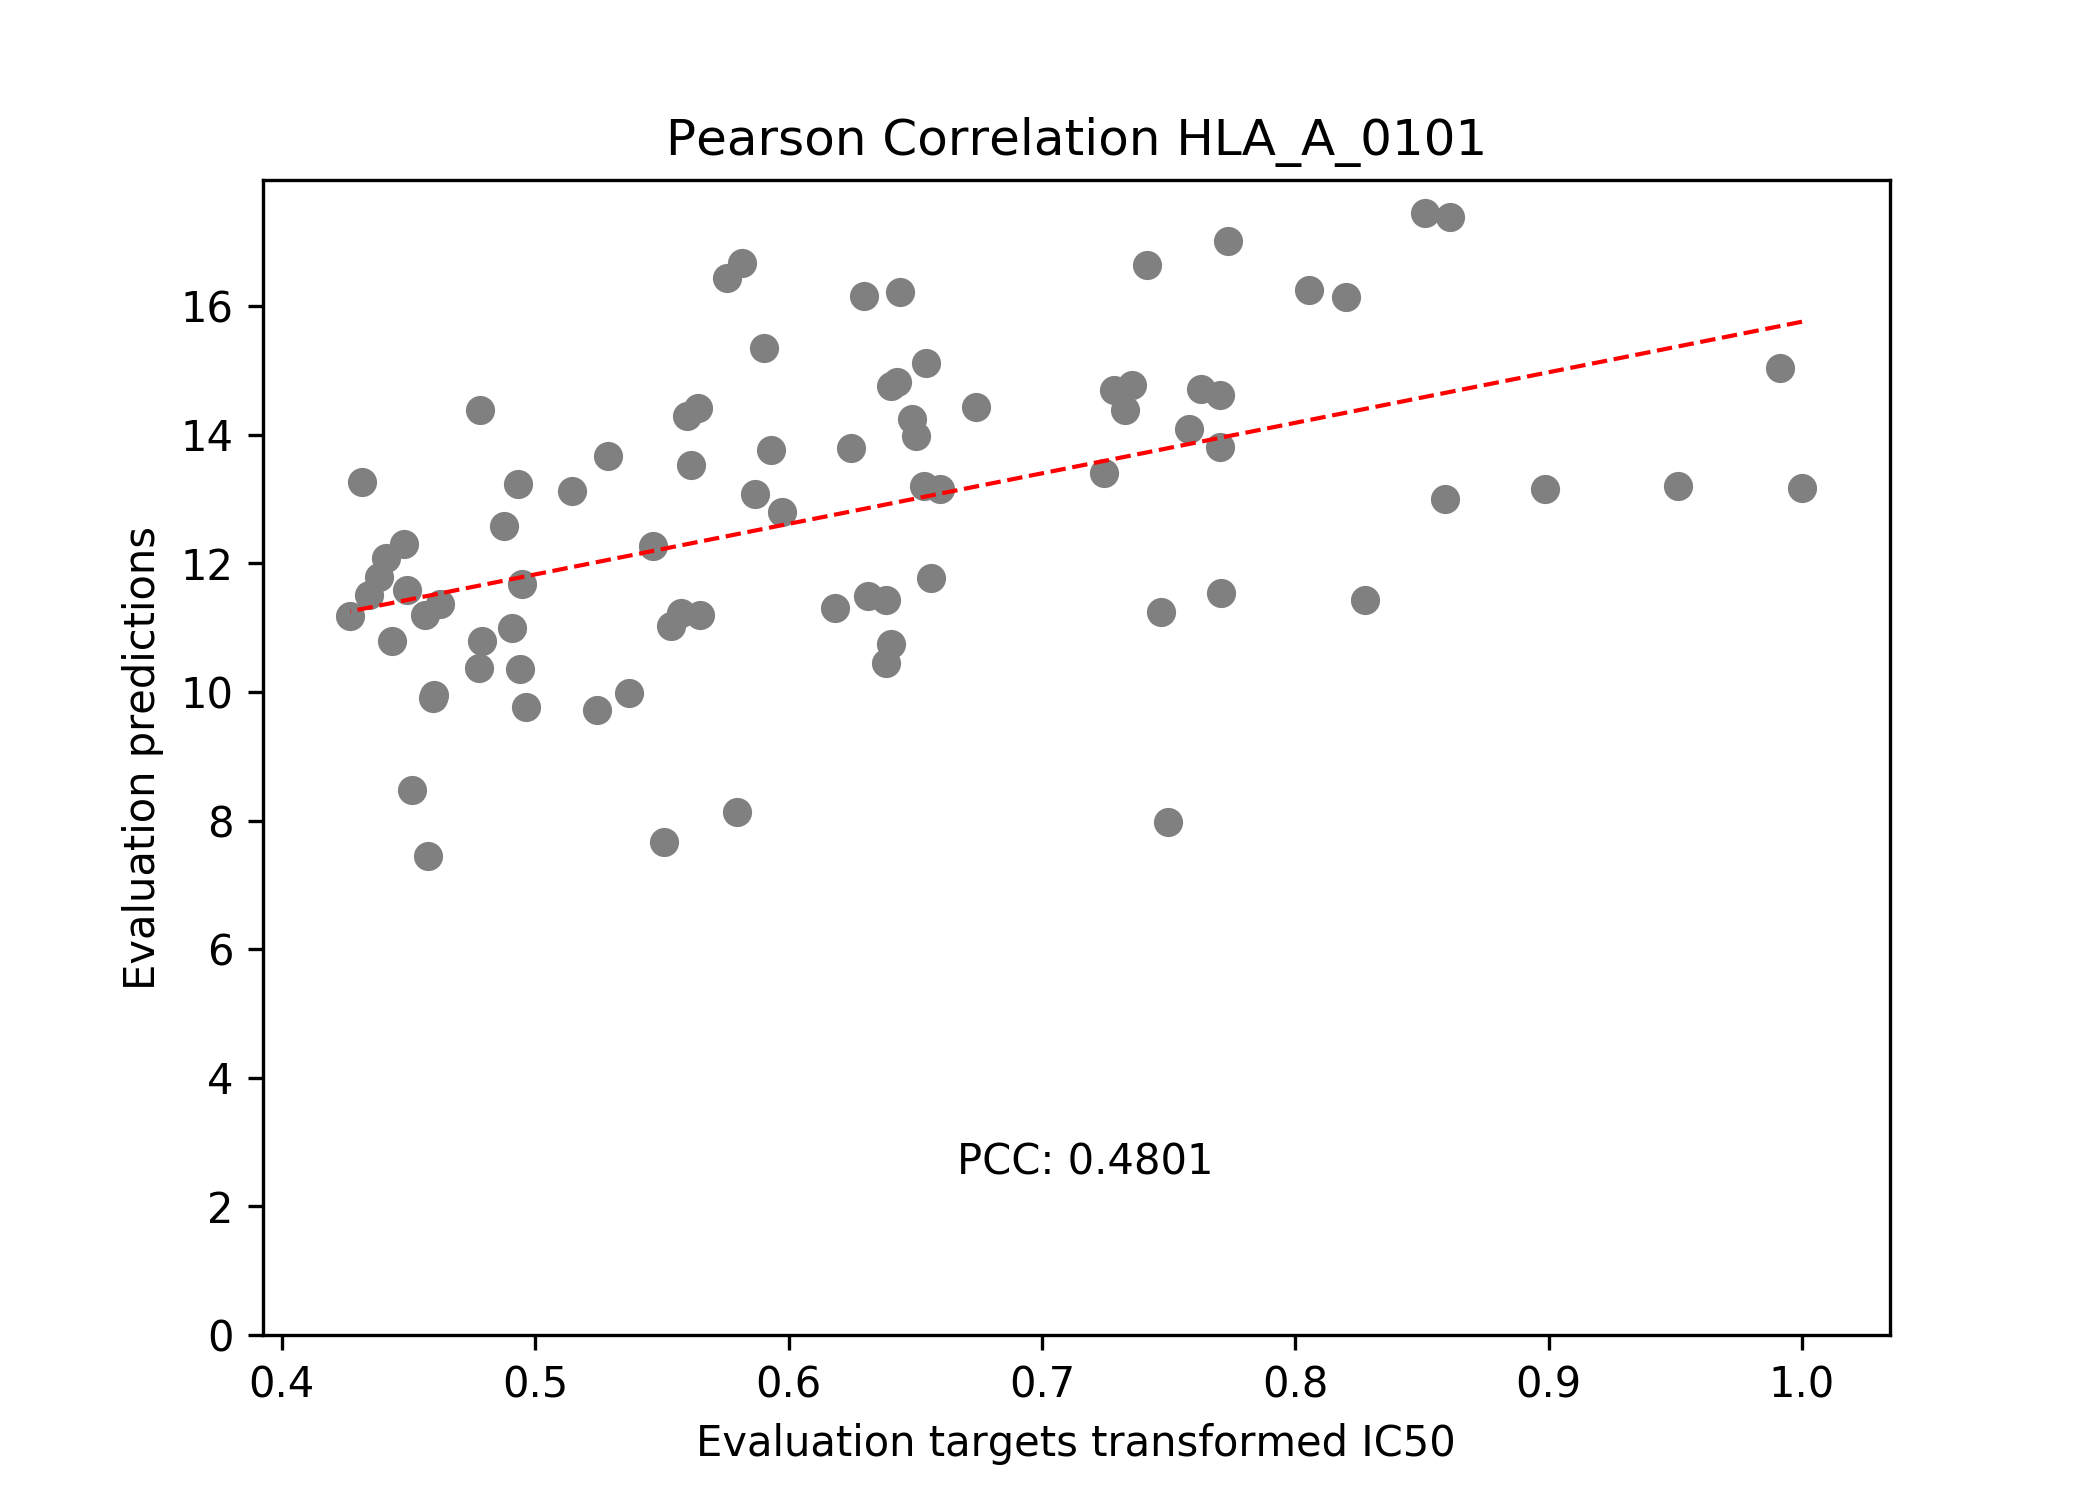 Pearson Correlation HLA_A_0101
Evaluation predictions
16
14
12
10
8
6
4
2
0
PCC: 0.4801
0.4 0.5 0.6 0.7 0.8 0.9 1.0
Evaluation targets transformed IC50